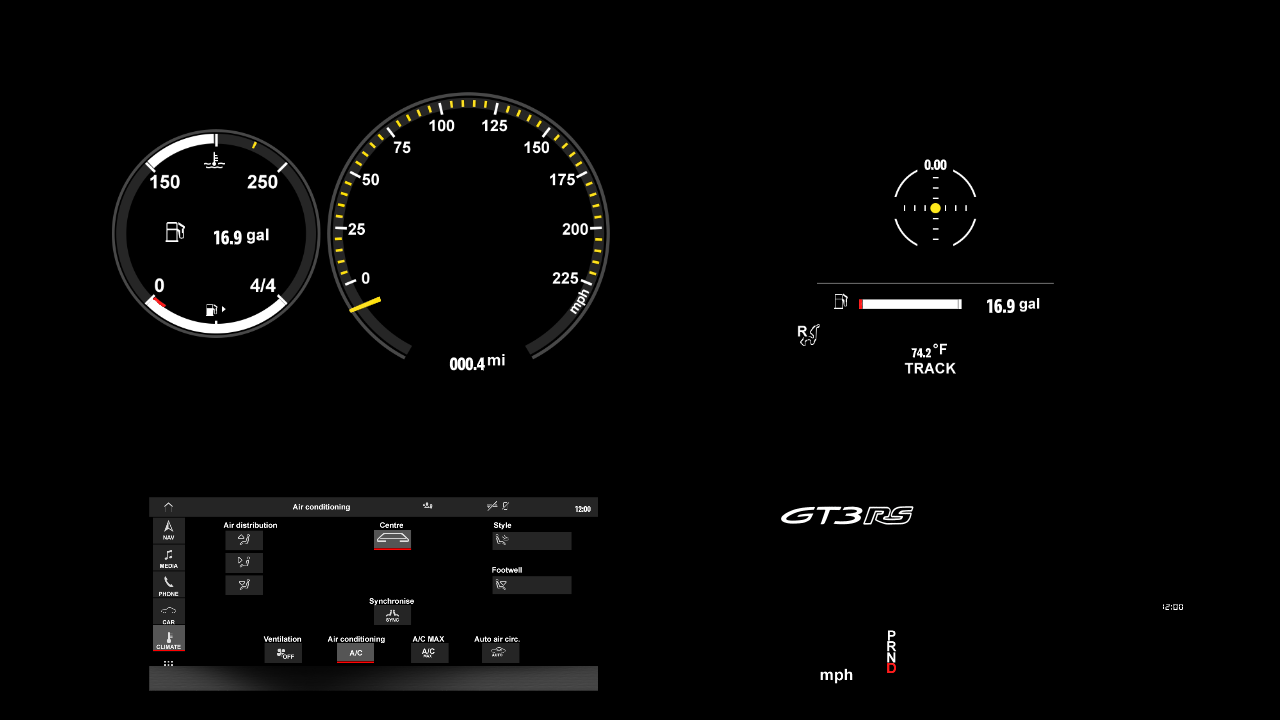 150
250
16.9 gal
0
4/4
0
25
50
75
100
125
150
175
200
225
mph
000.4 mi
0.00
16.9 gal
R
74.2 °F
TRACK
Air conditioning
12:00
NAV
MEDIA
PHONE
CAR
CLIMATE
Air distribution
Centre
Style
Footwell
Synchronise
SYNC
Ventilation
Air conditioning
A/C MAX
Auto air circ.
OFF
A/C
A/C
MAX
AUTO
GT3 RS
12:00
P
R
N
D
mph